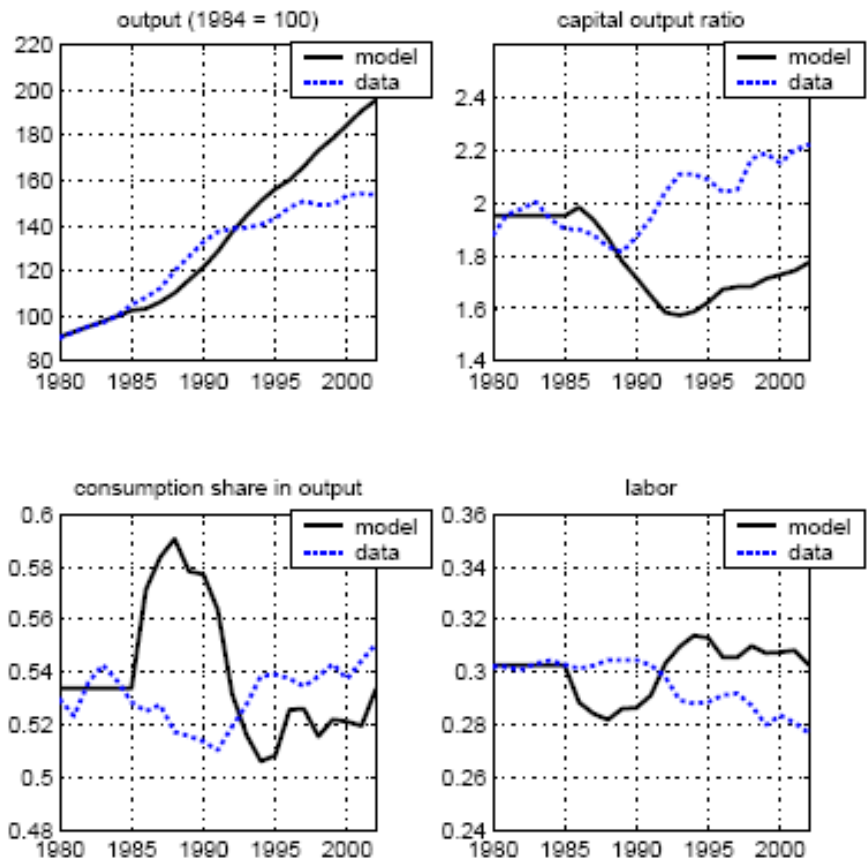 output (1984 = 100)
220
200
180
160
140
120
100
80
1980 1985 1990 1995 2000
model
data
capital output ratio
2.4
2.2
2
1.8
1.6
1.4
1980 1985 1990 1995 2000
model
data
consumption share in output
0.6
0.58
0.56
0.54
0.52
0.5
0.48
1980 1985 1990 1995 2000
model
data
labor
0.36
0.34
0.32
0.3
0.28
0.26
0.24
1980 1985 1990 1995 2000
model
data